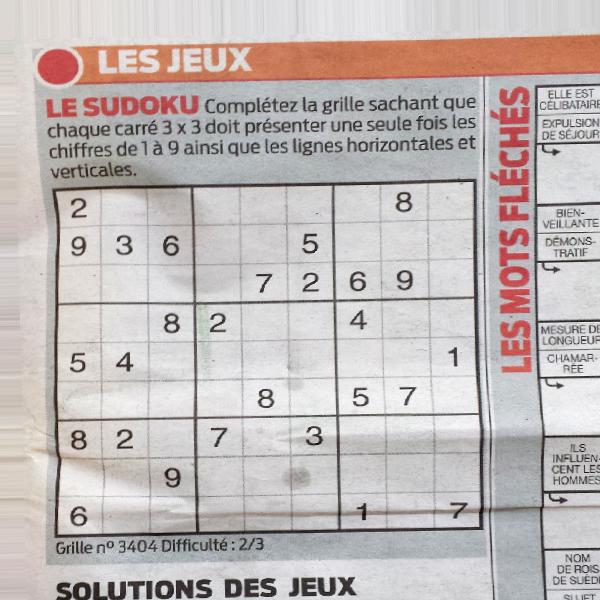 LES JEUX
LE SUDOKU Complétez la grille sachant que
chaque carré 3 x 3 doit présenter une seule fois les
chiffres de 1 à 9 ainsi que les lignes horizontales et
verticales.
2 8
9 3 6 5
7 2 6 9
8 2 4
5 4 1
8 5 7
8 2 7 3
9
6 1 7
Grille nº 3404 Difficulté : 2/3
SOLUTIONS DES JEUX
LES MOTS FLÉCHÉS
ELLE EST
CÉLIBATAIRE
EXPULSION
DE SÉJOUR
BIEN-
VEILLANTE
DÉMONS-
TRATIF
MESURE DE
LONGUEUR
CHAMAR-
RÉE
ILS
INFLUEN-
CENT LES
HOMMES
NOM
DE ROIS
DE SUÈDE
SUJET